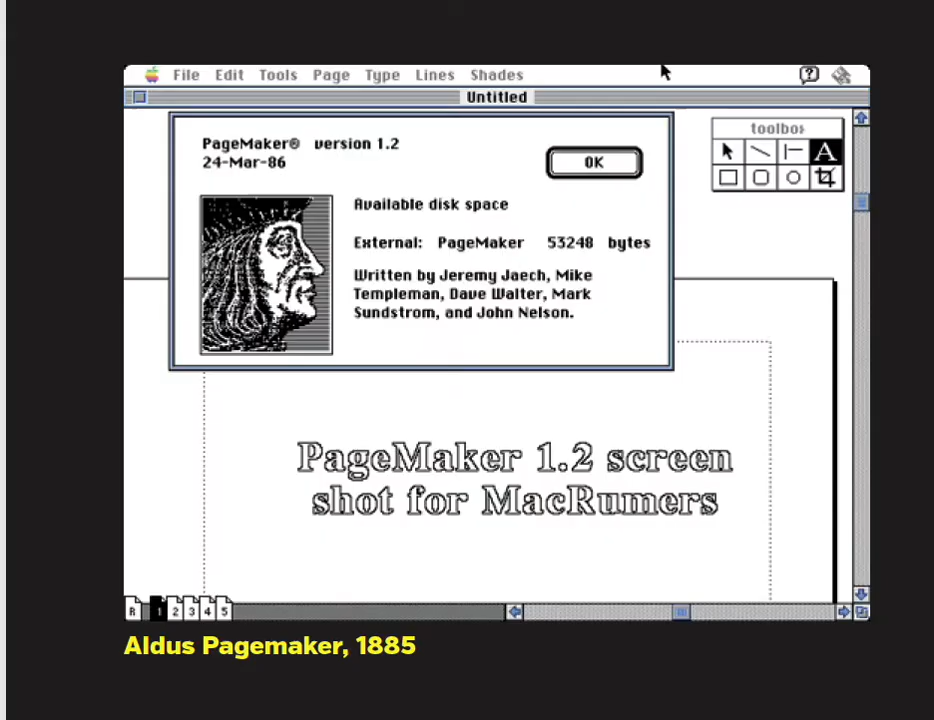 File Edit Tools Page Type Lines Shades
Untitled
PageMaker® version 1.2
24-Mar-86
OK
toolbox
Available disk space
External: PageMaker 53248 bytes
Written by Jeremy Jaech, Mike
Templeman, Dave Walter, Mark
Sundstrom, and John Nelson.
PageMaker 1.2 screen
shot for MacRumers
R 1 2 3 4 5
Aldus Pagemaker, 1885